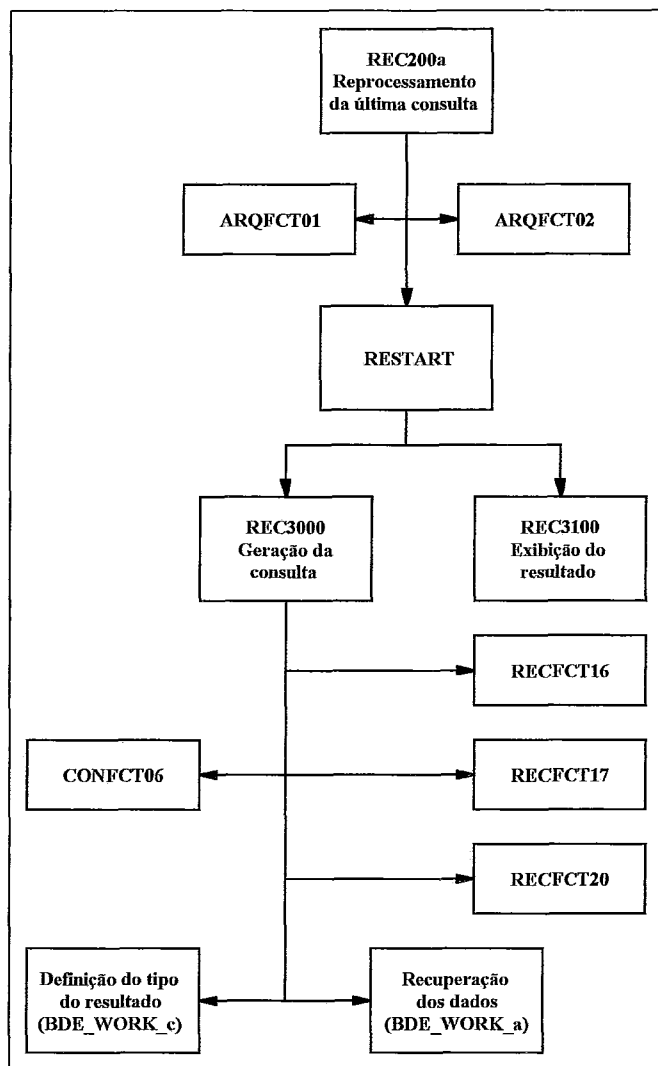 REC200a
Reprocessamento
da última consulta
ARQFCT01
ARQFCT02
RESTART
REC3000
Geração da
consulta
REC3100
Exibição do
resultado
RECFCT16
CONFCT06
RECFCT17
RECFCT20
Definição do tipo
do resultado
(BDE_WORK_c)
Recuperação
dos dados
(BDE_WORK_a)